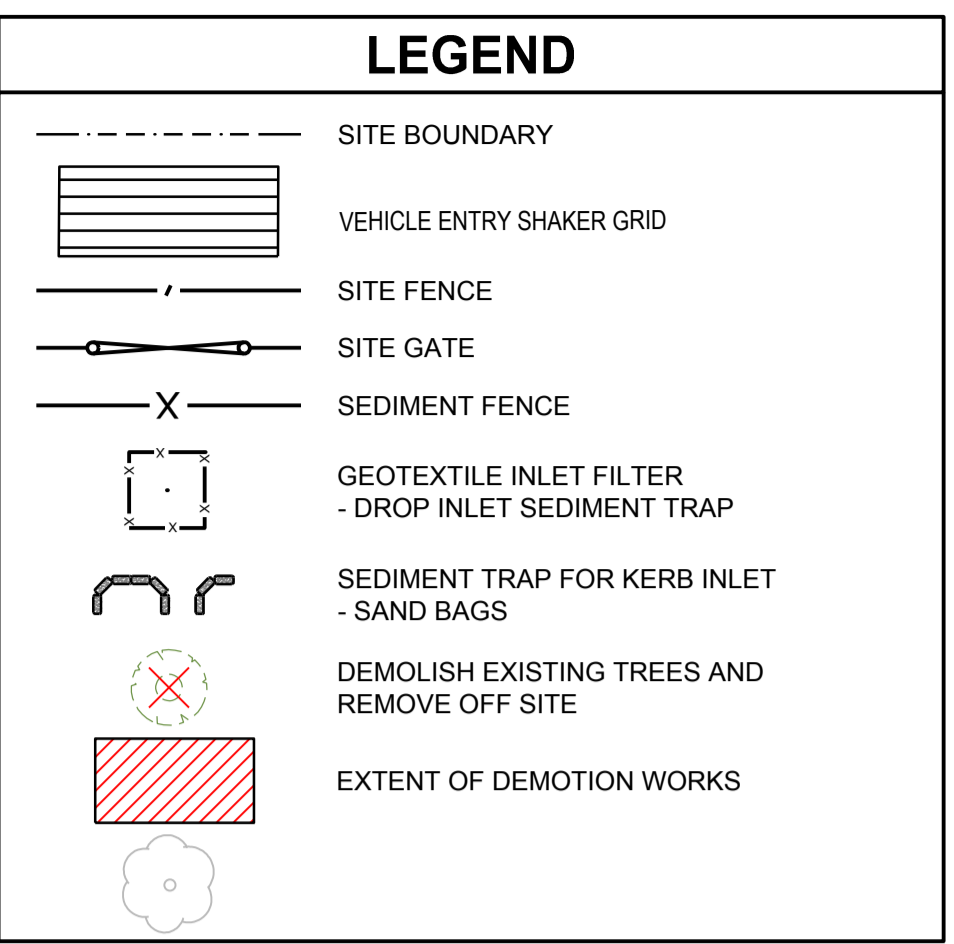 LEGEND
SITE BOUNDARY
VEHICLE ENTRY SHAKER GRID
SITE FENCE
SITE GATE
X
SEDIMENT FENCE
GEOTEXTILE INLET FILTER
- DROP INLET SEDIMENT TRAP
SEDIMENT TRAP FOR KERB INLET
- SAND BAGS
DEMOLISH EXISTING TREES AND
REMOVE OFF SITE
EXTENT OF DEMOTION WORKS